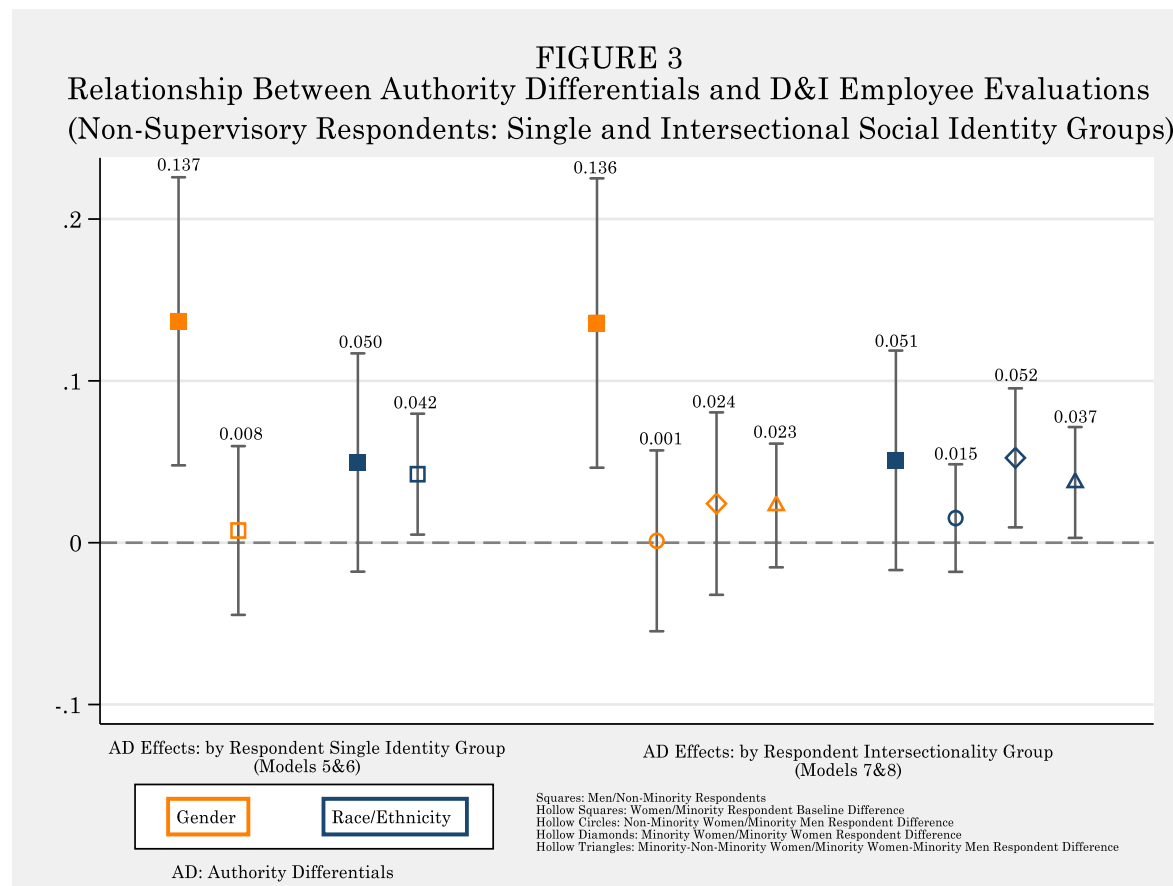 FIGURE 3
Relationship Between Authority Differentials and D&I Employee Evaluations
(Non-Supervisory Respondents: Single and Intersectional Social Identity Groups)
0.137
0.136
.2
0.050
0.051
.1
0.052
0.042
0.024
0.037
0.008
0.001
0.023
0.015
0
-.1
AD Effects: by Respondent Single Identity Group
(Models 5&6)
AD Effects: by Respondent Intersectionality Group
(Models 7&8)
Gender
Race/Ethnicity
AD: Authority Differentials
Squares: Men/Non-Minority Respondents
Hollow Squares: Women/Minority Respondent Baseline Difference
Hollow Circles: Non-Minority Women/Minority Men Respondent Difference
Hollow Diamonds: Minority Women/Minority Women Respondent Difference
Hollow Triangles: Minority-Non-Minority Women/Minority Women-Minority Men Respondent Difference